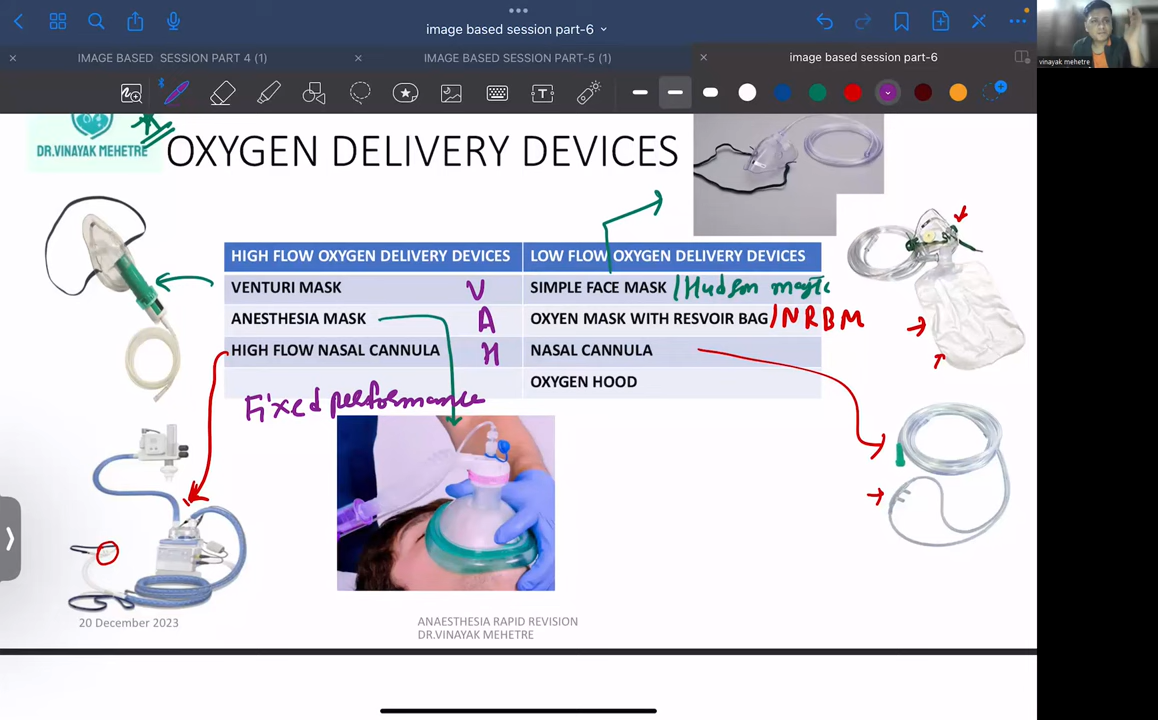 image based session part-6
IMAGE BASED SESSION PART 4 (1)
IMAGE BASED SESSION PART-5 (1)
image based session part-6
vinayak mehetre
DR.VINAYAK MEHETRE
OXYGEN DELIVERY DEVICES
HIGH FLOW OXYGEN DELIVERY DEVICES
LOW FLOW OXYGEN DELIVERY DEVICES
VENTURI MASK
V
SIMPLE FACE MASK
/Hudson
ANESTHESIA MASK
A
OXYEN MASK WITH RESVOIR BAG
/NRBM
HIGH FLOW NASAL CANNULA
H
NASAL CANNULA
OXYGEN HOOD
Fixed performance
20 December 2023
ANAESTHESIA RAPID REVISION
DR.VINAYAK MEHETRE